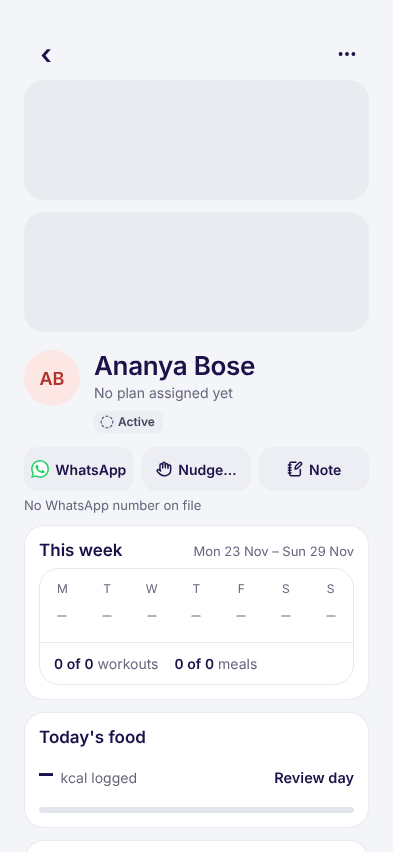 AB
Ananya Bose
No plan assigned yet
Active
WhatsApp
Nudge...
Note
No WhatsApp number on file
This week
Mon 23 Nov – Sun 29 Nov
M T W T F S S
– – – – – – –
0 of 0 workouts 0 of 0 meals
Today's food
– kcal logged
Review day